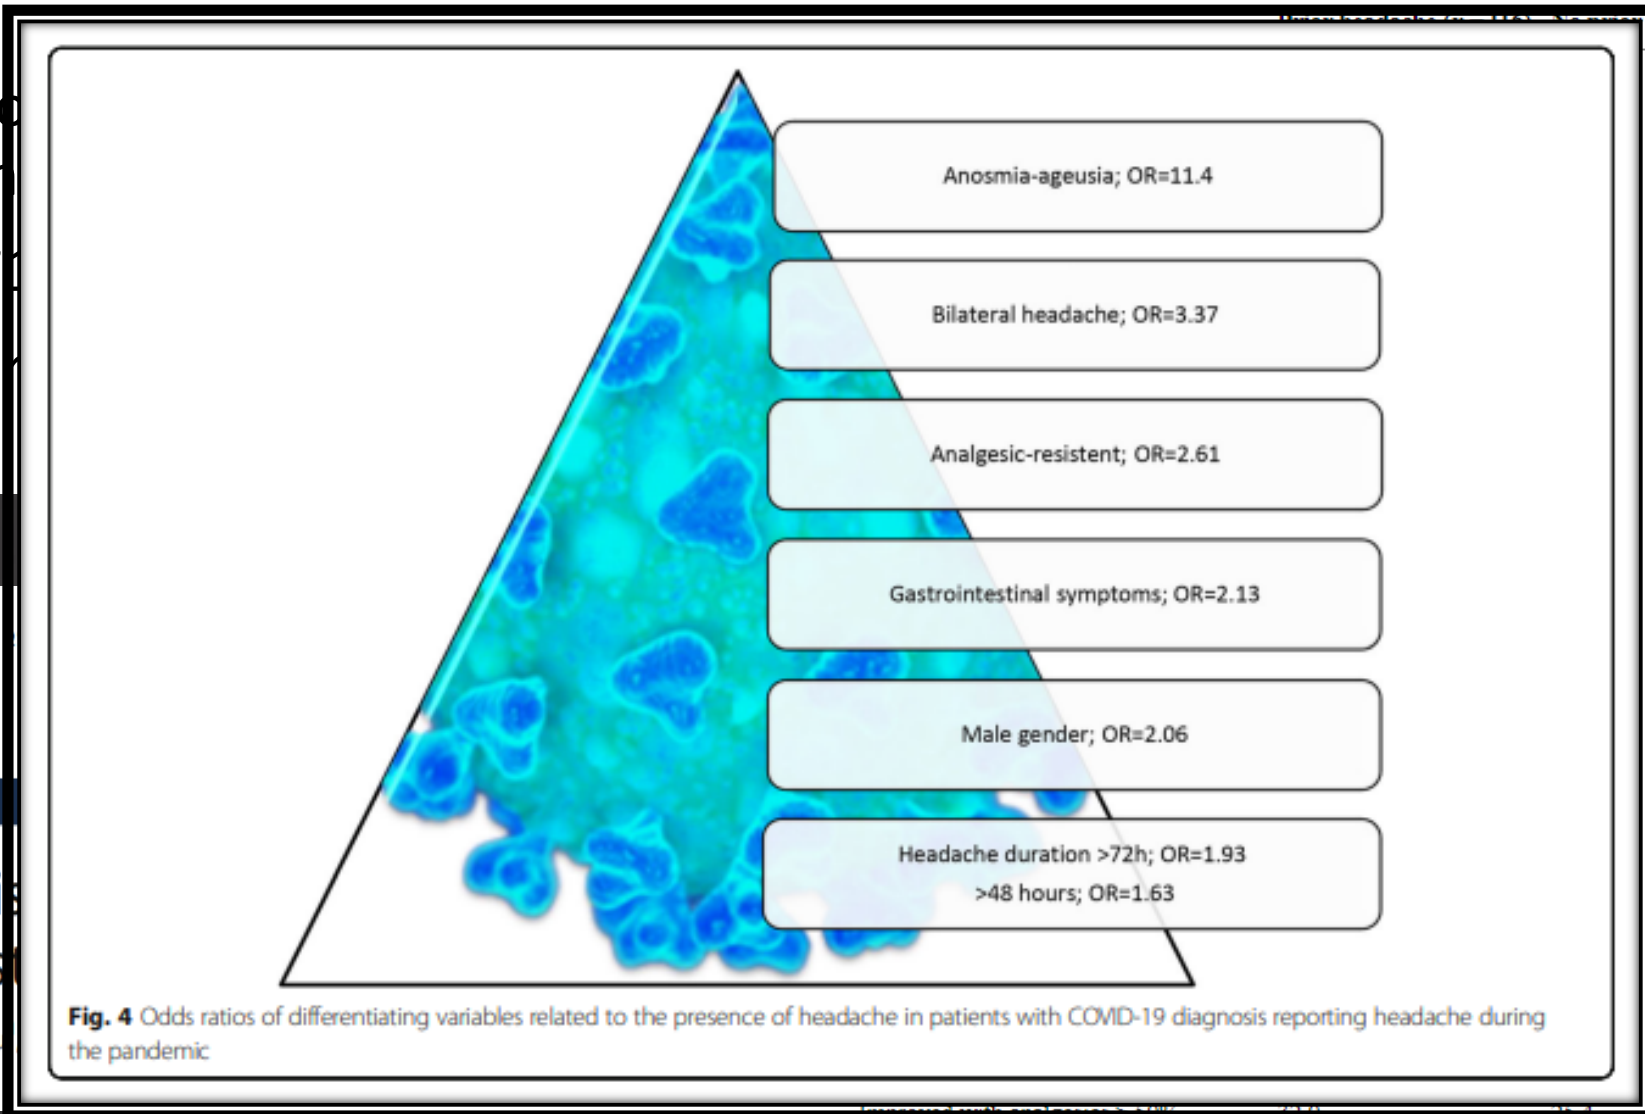 Anosmia-ageusia; OR=11.4
Bilateral headache; OR=3.37
Analgesic-resistent; OR=2.61
Gastrointestinal symptoms; OR=2.13
Male gender; OR=2.06
Headache duration >72h; OR=1.93
>48 hours; OR=1.63
Fig. 4 Odds ratios of differentiating variables related to the presence of headache in patients with COVID-19 diagnosis reporting headache during
the pandemic